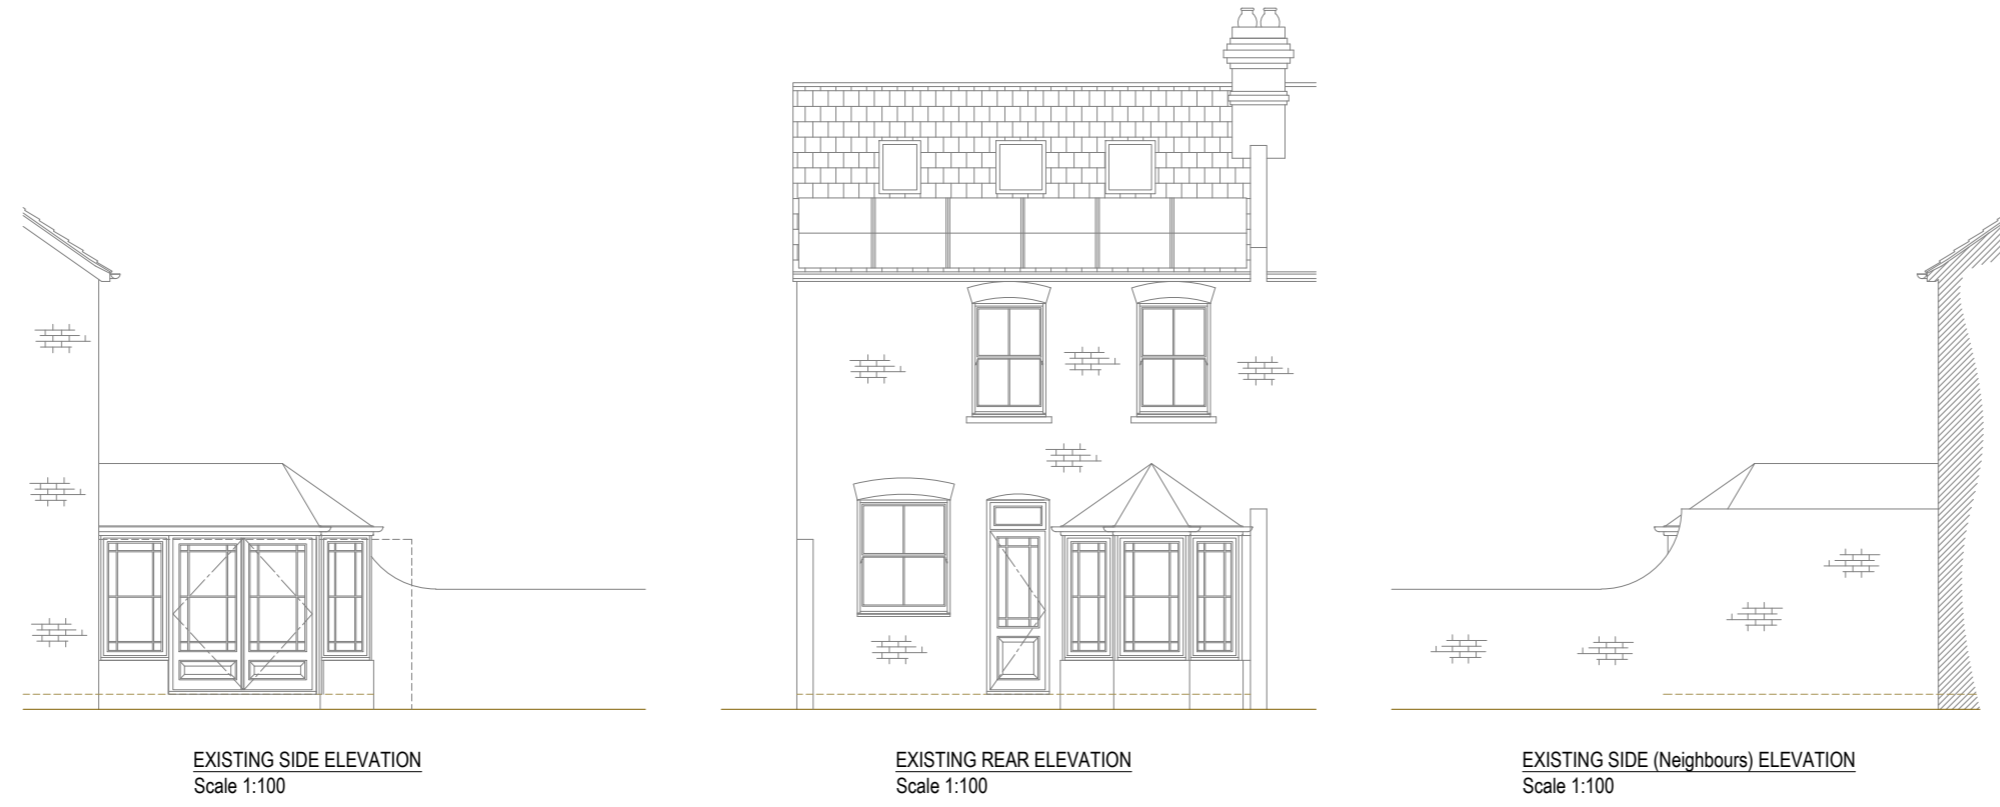 EXISTING SIDE ELEVATION
Scale 1:100
EXISTING REAR ELEVATION
Scale 1:100
EXISTING SIDE (Neighbours) ELEVATION
Scale 1:100